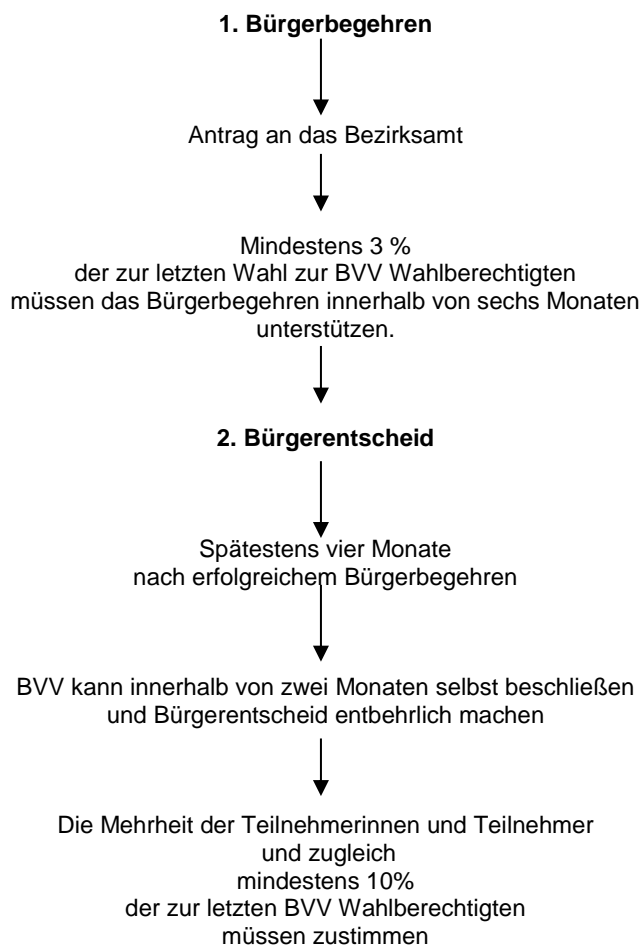 1. Bürgerbegehren
Antrag an das Bezirksamt
Mindestens 3 %
der zur letzten Wahl zur BVV Wahlberechtigten
müssen das Bürgerbegehren innerhalb von sechs Monaten
unterstützen.
2. Bürgerentscheid
Spätestens vier Monate
nach erfolgreichem Bürgerbegehren
BVV kann innerhalb von zwei Monaten selbst beschließen
und Bürgerentscheid entbehrlich machen
Die Mehrheit der Teilnehmerinnen und Teilnehmer
und zugleich
mindestens 10%
der zur letzten BVV Wahlberechtigten
müssen zustimmen